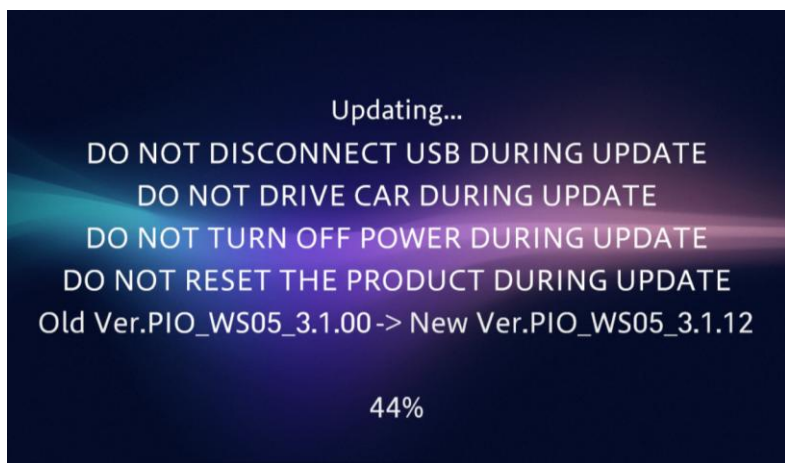 Updating...
DO NOT DISCONNECT USB DURING UPDATE
DO NOT DRIVE CAR DURING UPDATE
DO NOT TURN OFF POWER DURING UPDATE
DO NOT RESET THE PRODUCT DURING UPDATE
Old Ver.PIO_WS05_3.1.00 -> New Ver.PIO_WS05_3.1.12
44%